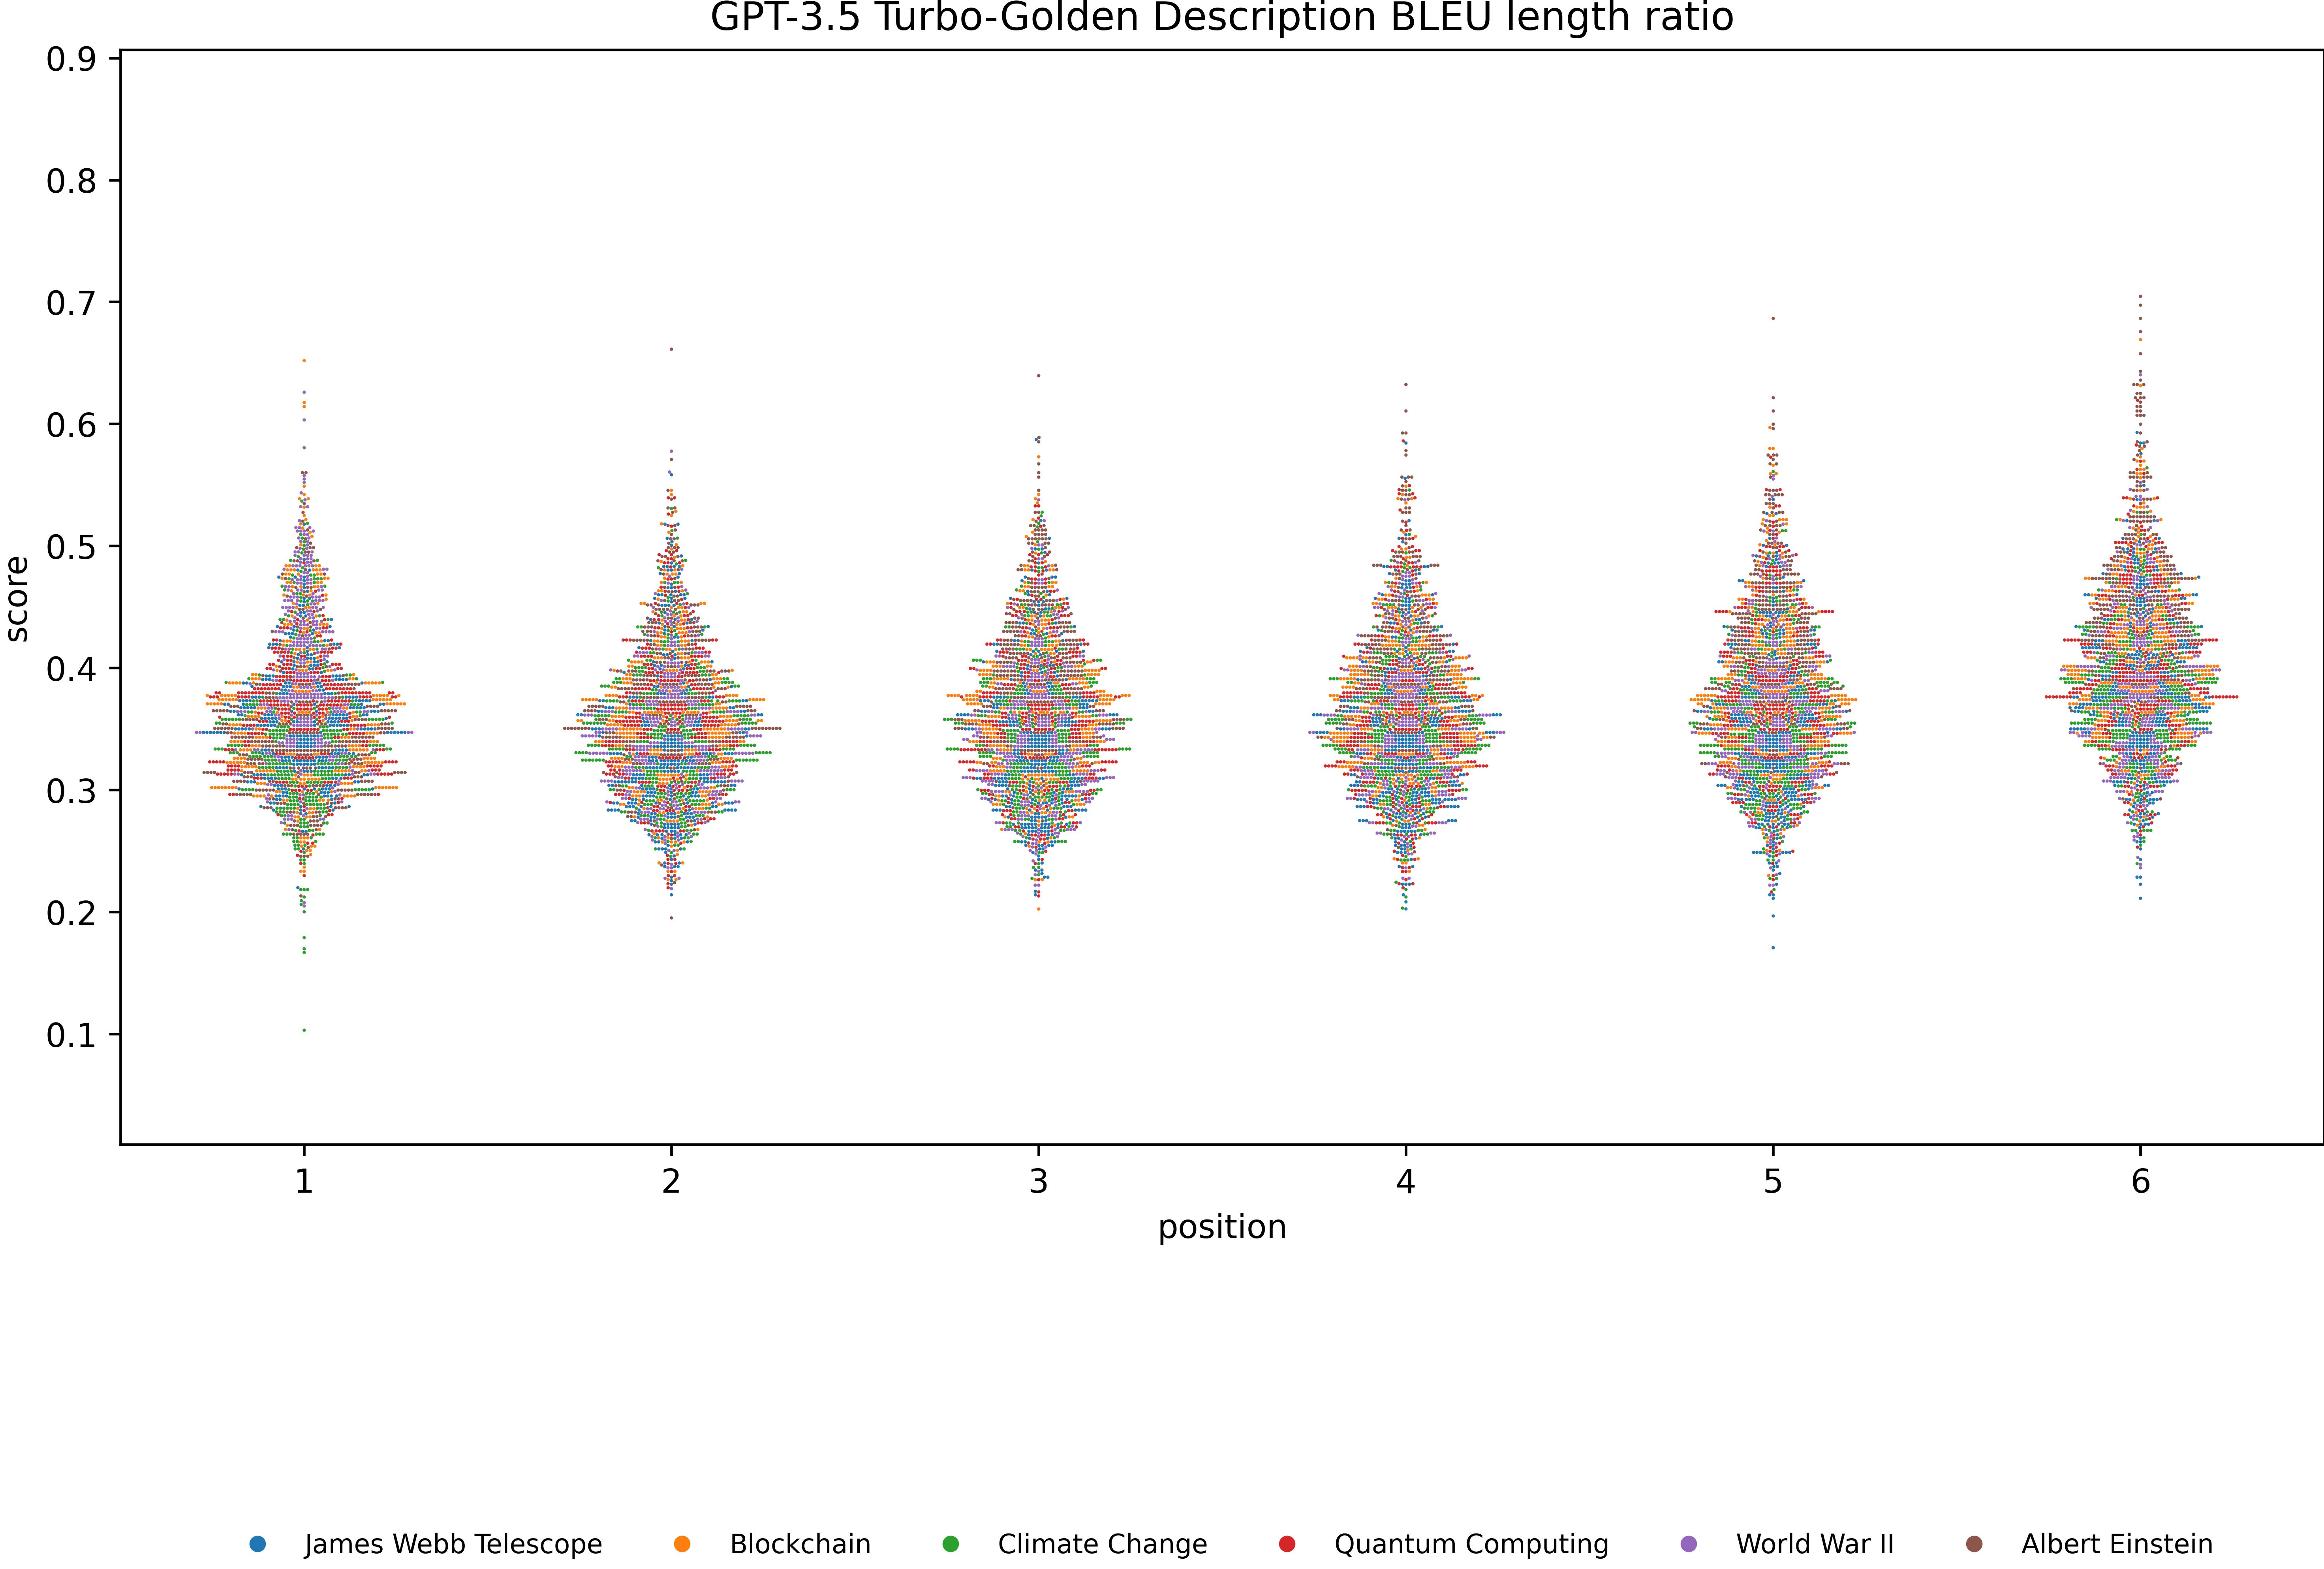 GPT-3.5 Turbo-Golden Description BLEU length ratio
0.9
0.8
0.7
0.6
0.5
0.4
0.3
0.2
0.1
score
1 2 3 4 5 6
position
James Webb Telescope Blockchain Climate Change Quantum Computing World War II Albert Einstein